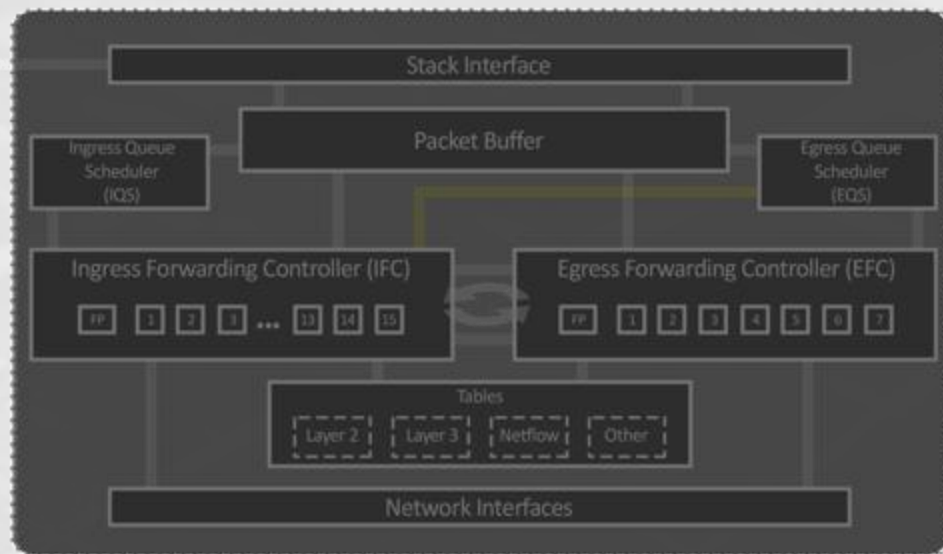 Stack Interface
Packet Buffer
Ingress Queue
Scheduler
(IQS)
Egress Queue
Scheduler
(EQS)
Ingress Forwarding Controller (IFC)
FP 1 2 3 ... 13 14 15
Egress Forwarding Controller (EFC)
FP 1 2 3 4 5 6 7
Tables
Layer 2 Layer 3 Netflow Other
Network Interfaces